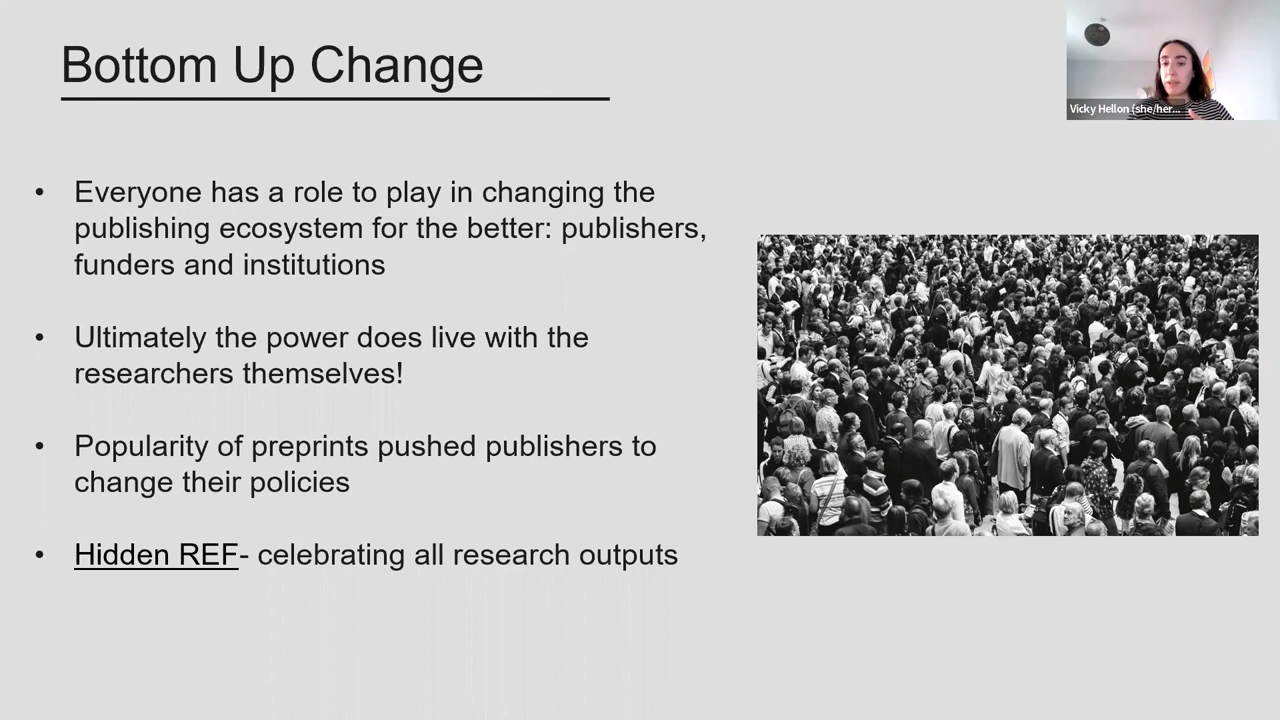 Bottom Up Change
Vicky Hellon (she/her...
• Everyone has a role to play in changing the
publishing ecosystem for the better: publishers,
funders and institutions
• Ultimately the power does live with the
researchers themselves!
• Popularity of preprints pushed publishers to
change their policies
• Hidden REF- celebrating all research outputs